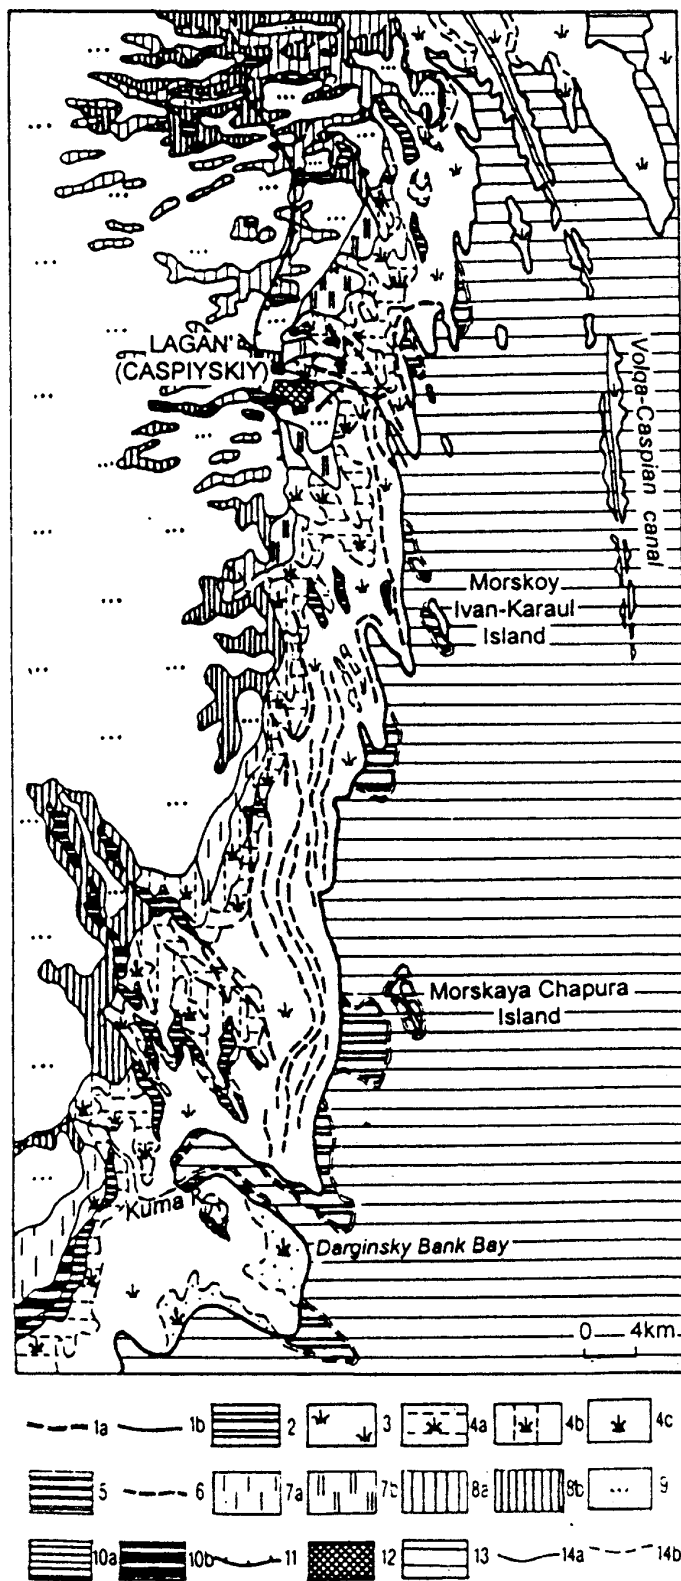 LAGAN'
(CASPIYSKIY)
Volga-Caspian canal
Morskoy
Ivan-Karaul
Island
Morskaya Chapura
Island
Kuma R.
Darginsky Bank Bay
0 4km
1a 1b 2 3 4a 4b 4c
5 6 7a 7b 8a 8b 9
10a 10b 11 12 13 14a 14b